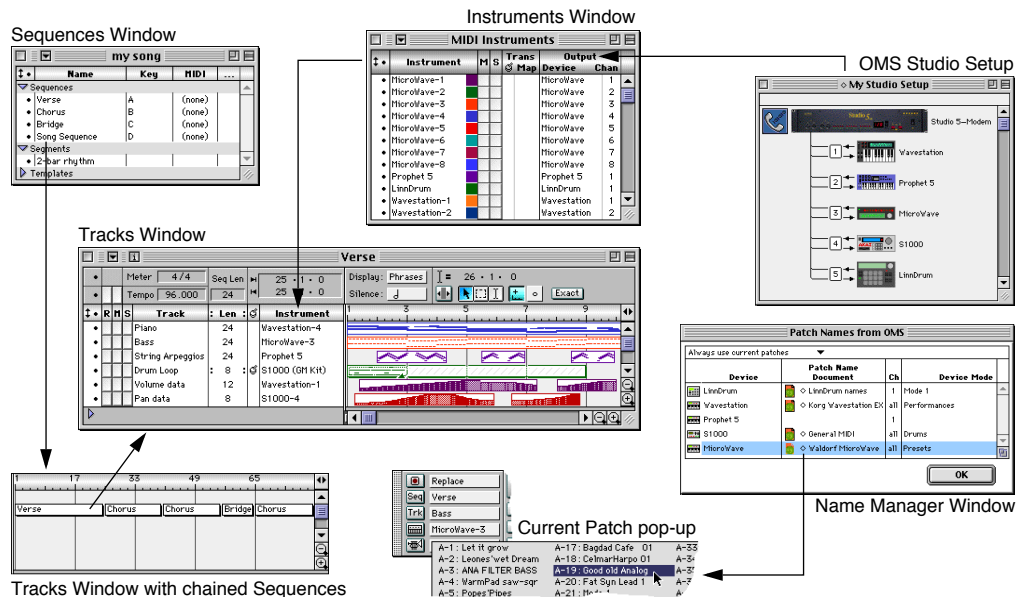 Instruments Window
Sequences Window
my song
Name Key MIDI ...
Sequences
Verse A (none)
Chorus B (none)
Bridge C (none)
Song Sequence D (none)
Segments
2-bar rhythm
Templates
MIDI Instruments
Trans Output
Instrument M S Map Device Chan
MicroWave-1 MicroWave 1
MicroWave-2 MicroWave 2
MicroWave-3 MicroWave 3
MicroWave-4 MicroWave 4
MicroWave-5 MicroWave 5
MicroWave-6 MicroWave 6
MicroWave-7 MicroWave 7
MicroWave-8 MicroWave 8
Prophet 5 Prophet 5 1
LinnDrum LinnDrum 1
Wavestation-1 Wavestation 1
Wavestation-2 Wavestation 2
OMS Studio Setup
My Studio Setup
Studio 5–Modem
1 Wavestation
2 Prophet 5
3 MicroWave
4 S1000
5 LinnDrum
Tracks Window
Verse
Meter 4/4 Seq Len 25 · 1 · 0 Display: Phrases 26 · 1 · 0
Tempo 96.000 24 25 · 1 · 0 Silence: Exact
R M S Track : Len : Instrument 1 3 5 7 9
Piano 24 Wavestation-4
Bass 24 MicroWave-3
String Arpeggios 24 Prophet 5
Drum Loop : 8 : S1000 (GM Kit)
Volume data 12 Wavestation-1
Pan data 8 S1000-4
Patch Names from OMS
Always use current patches
Device Patch Name Document Ch Device Mode
LinnDrum LinnDrum names 1 Mode 1
Wavestation Korg Wavestation EX all Performances
Prophet 5 1
S1000 General MIDI all Drums
MicroWave Waldorf MicroWave all Presets
OK
Name Manager Window
1 17 33 49 65
Verse Chorus Chorus Bridge Chorus
Tracks Window with chained Sequences
Replace
Seq Verse
Trk Bass
MicroWave-3
Current Patch pop-up
A-1: Let it grow A-17: Bagdad Cafe 01 A-33
A-2: Leones'wet Dream A-18: CelmarHarpo 01 A-34
A-3: ANA FILTER BASS A-19: Good old Analog
A-4: WarmPad saw-sqr A-20: Fat Syn Lead 1
A-5: Popes'Pipes A-21: